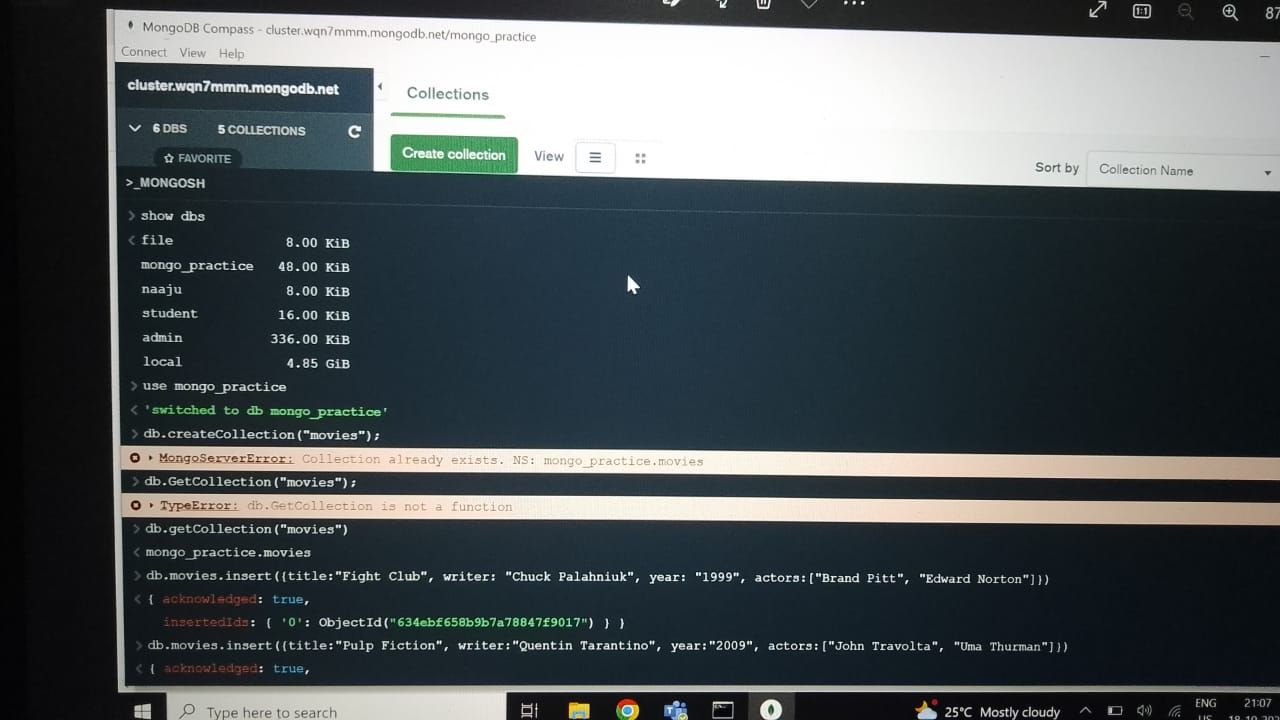 MongoDB Compass - cluster.wqn7mmm.mongodb.net/mongo_practice
Connect View Help
cluster.wqn7mmm.mongodb.net
Collections
6 DBS 5 COLLECTIONS
FAVORITE
Create collection View
Sort by Collection Name
>_MONGOSH
> show dbs
< file 8.00 KiB
mongo_practice 48.00 KiB
naaju 8.00 KiB
student 16.00 KiB
admin 336.00 KiB
local 4.85 GiB
> use mongo_practice
< 'switched to db mongo_practice'
> db.createCollection("movies");
MongoServerError: Collection already exists. NS: mongo_practice.movies
> db.GetCollection("movies");
TypeError: db.GetCollection is not a function
> db.getCollection("movies")
< mongo_practice.movies
> db.movies.insert({title:"Fight Club", writer: "Chuck Palahniuk", year: "1999", actors:["Brand Pitt", "Edward Norton"]})
< { acknowledged: true,
insertedIds: { '0': ObjectId("634ebf658b9b7a78847f9017") } }
> db.movies.insert({title:"Pulp Fiction", writer:"Quentin Tarantino", year:"2009", actors:["John Travolta", "Uma Thurman"]})
< { acknowledged: true,
Type here to search
25°C Mostly cloudy
ENG
21:07
1:1